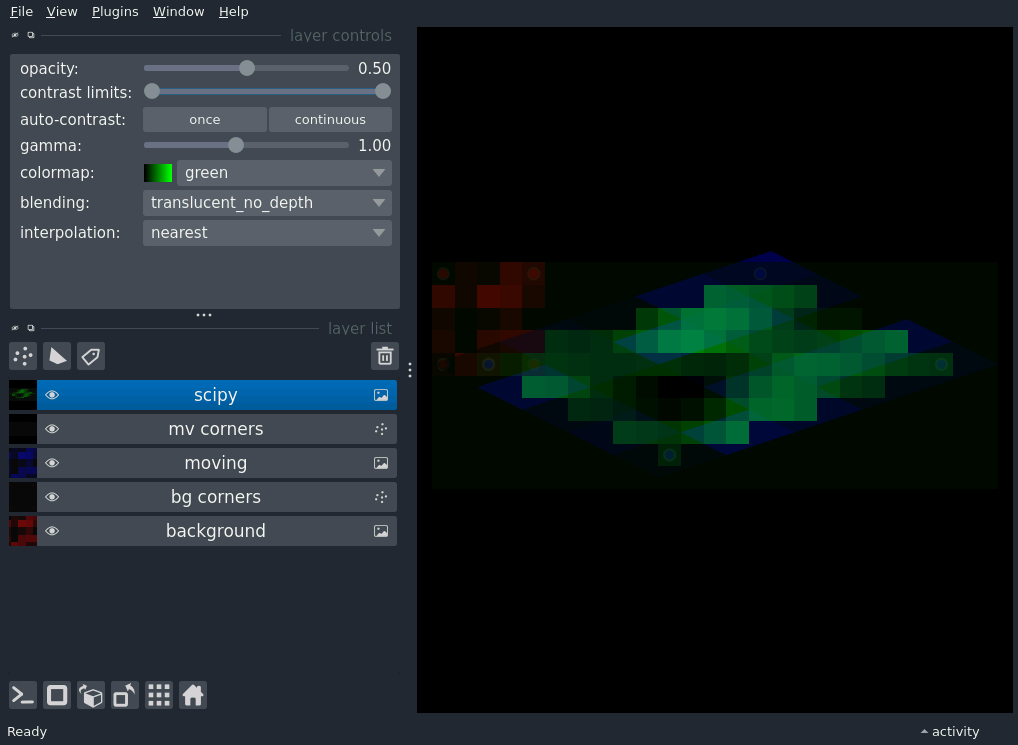 File View Plugins Window Help
layer controls
opacity: 0.50
contrast limits:
auto-contrast: once continuous
gamma: 1.00
colormap: green
blending: translucent_no_depth
interpolation: nearest
layer list
scipy
mv corners
moving
bg corners
background
Ready activity